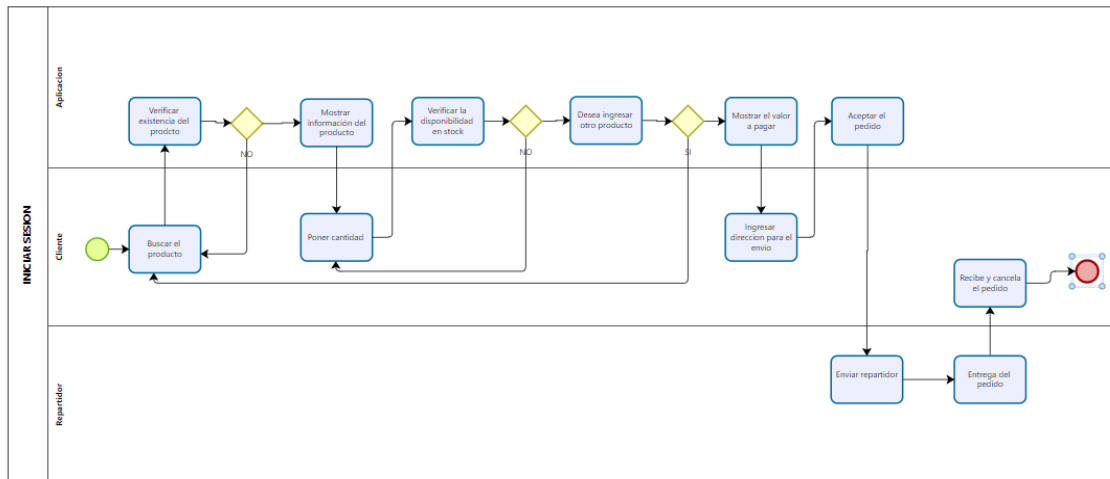 INICIAR SESION
Aplicacion
Verificar
existencia del
prodcto
NO
Mostrar
información del
producto
Verificar la
disponibilidad
en stock
NO
Desea ingresar
otro producto
SI
Mostrar el valor
a pagar
Aceptar el
pedido
Cliente
Buscar el
producto
Poner cantidad
Ingresar
direccion para el
envio
Recibe y cancela
el pedido
Repartidor
Enviar repartidor
Entrega del
pedido